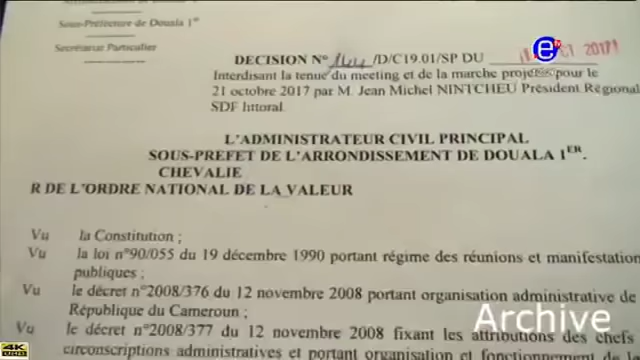 Sous-Préfecture de Douala 1er
Secrétariat Particulier
DECISION N° 144 /D/C19.01/SP DU OCT 2017
Interdisant la tenue du meeting et de la marche projetés pour le
21 octobre 2017 par M. Jean Michel NINTCHEU Président Régional
SDF littoral.
L'ADMINISTRATEUR CIVIL PRINCIPAL
SOUS-PREFET DE L'ARRONDISSEMENT DE DOUALA 1ER.
CHEVALIE
R DE L'ORDRE NATIONAL DE LA VALEUR
Vu la Constitution ;
Vu la loi n°90/055 du 19 décembre 1990 portant régime des réunions et manifestation
publiques ;
Vu le décret n°2008/376 du 12 novembre 2008 portant organisation administrative de
République du Cameroun ;
Vu le décret n°2008/377 du 12 novembre 2008 fixant les attributions des chefs
circonscriptions administratives et portant organisation et fonctionnement de
Archive
4K